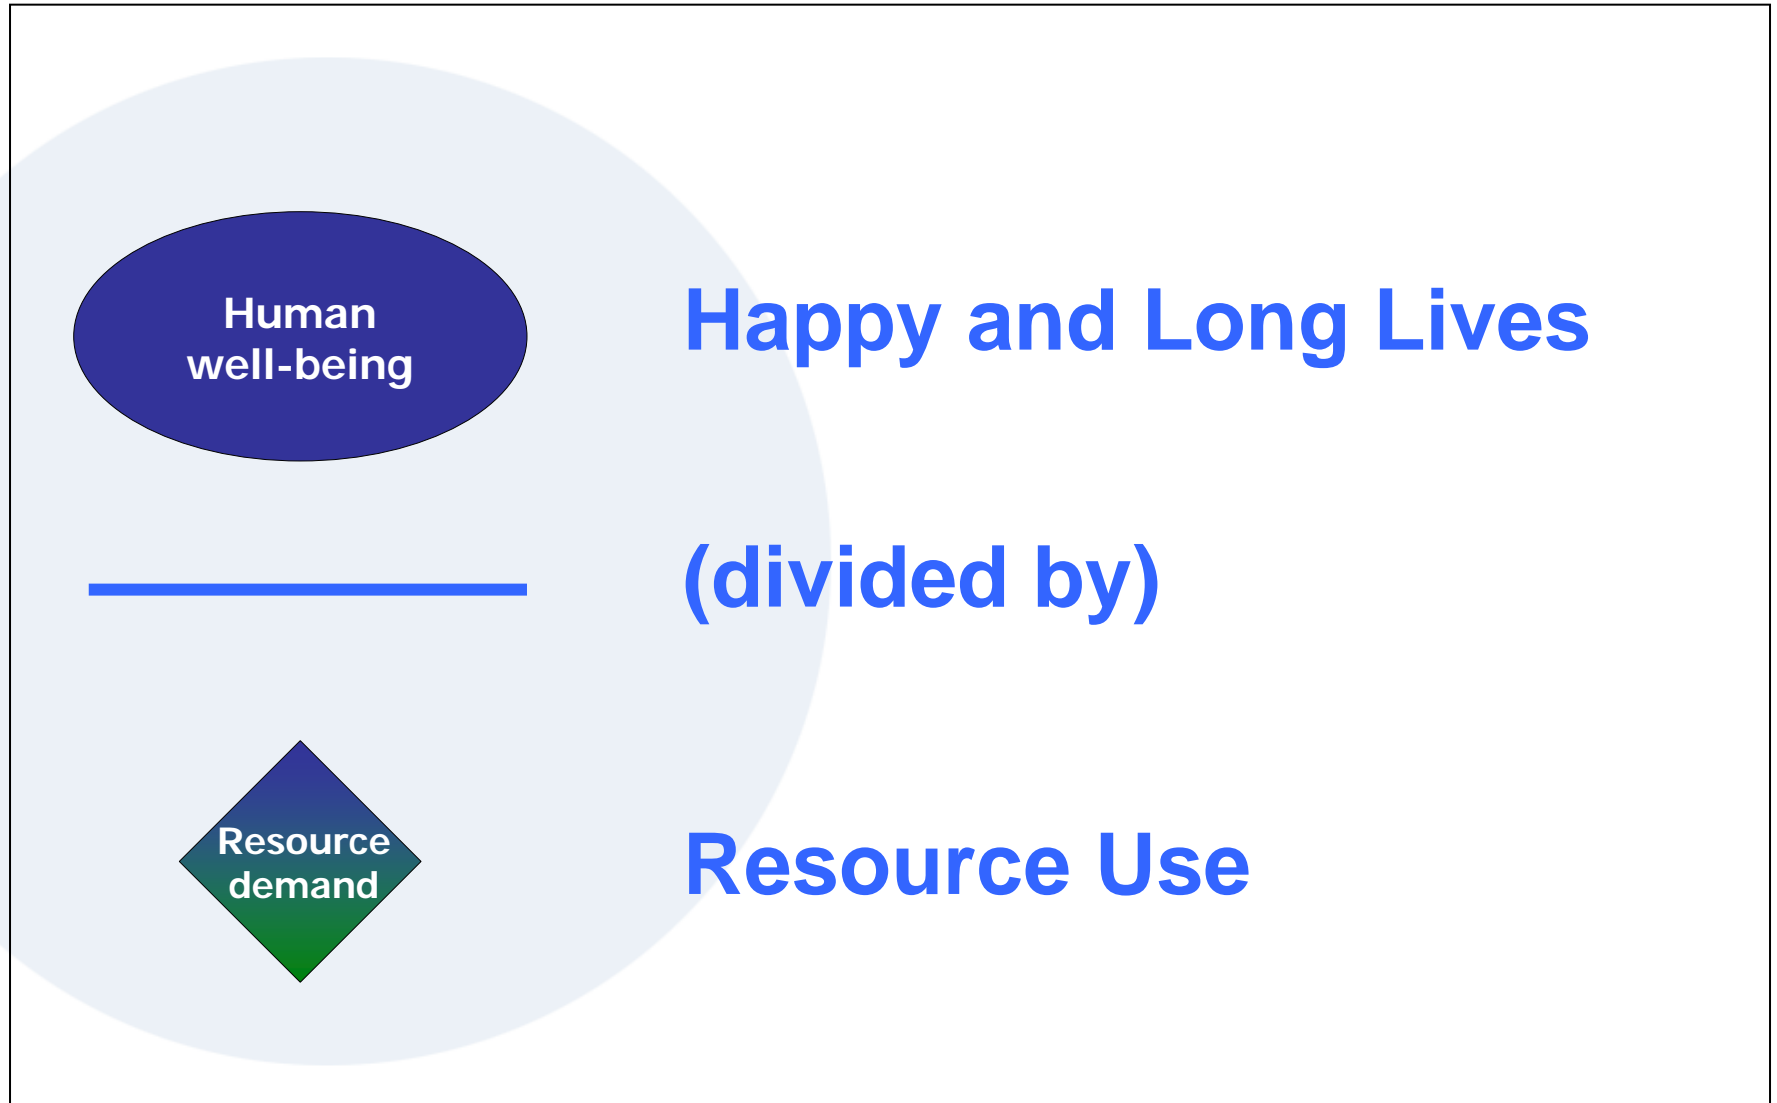 Human
well-being
Happy and Long Lives
(divided by)
Resource
demand
Resource Use